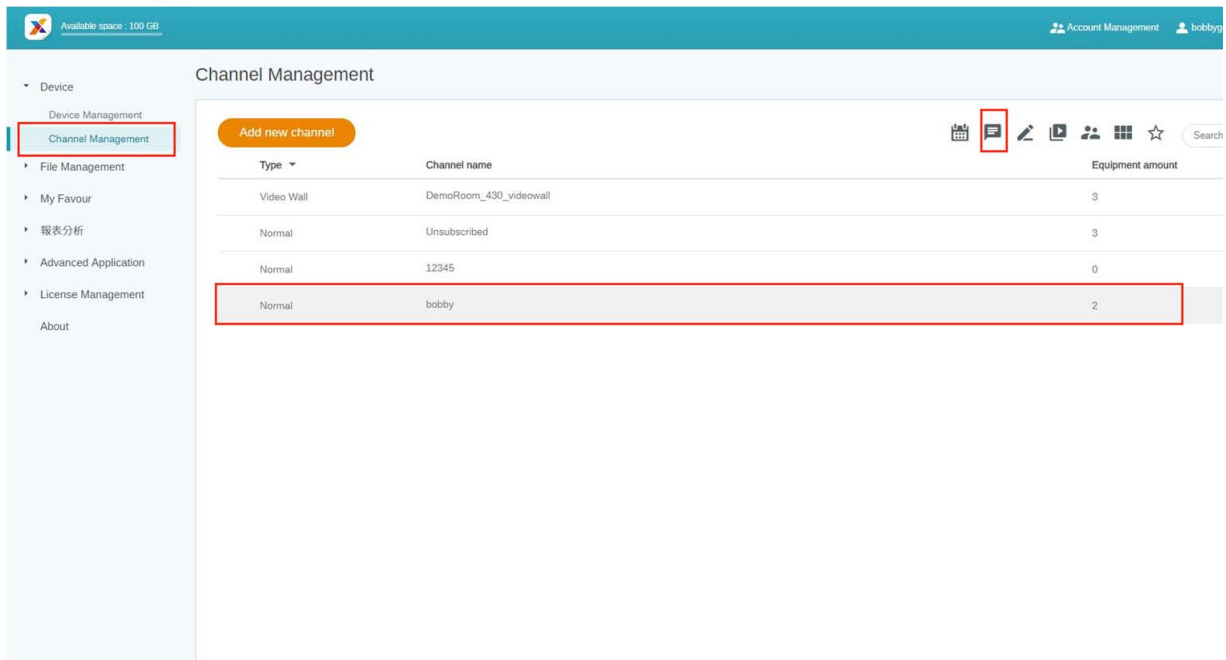 Available space : 100 GB
Account Management
bobbyg
Device
Device Management
Channel Management
File Management
My Favour
報表分析
Advanced Application
License Management
About
Channel Management
Add new channel
Search
Type Channel name Equipment amount
Video Wall DemoRoom_430_videowall 3
Normal Unsubscribed 3
Normal 12345 0
Normal bobby 2